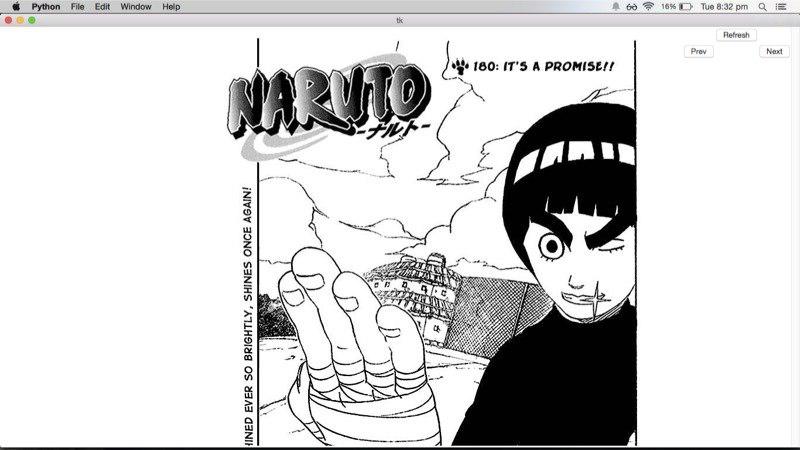 Python File Edit Window Help
16% Tue 8:32 pm
tk
Refresh
Prev Next
NARUTO
-ナルト-
180: IT'S A PROMISE!!
HINED EVER SO BRIGHTLY, SHINES ONCE AGAIN!